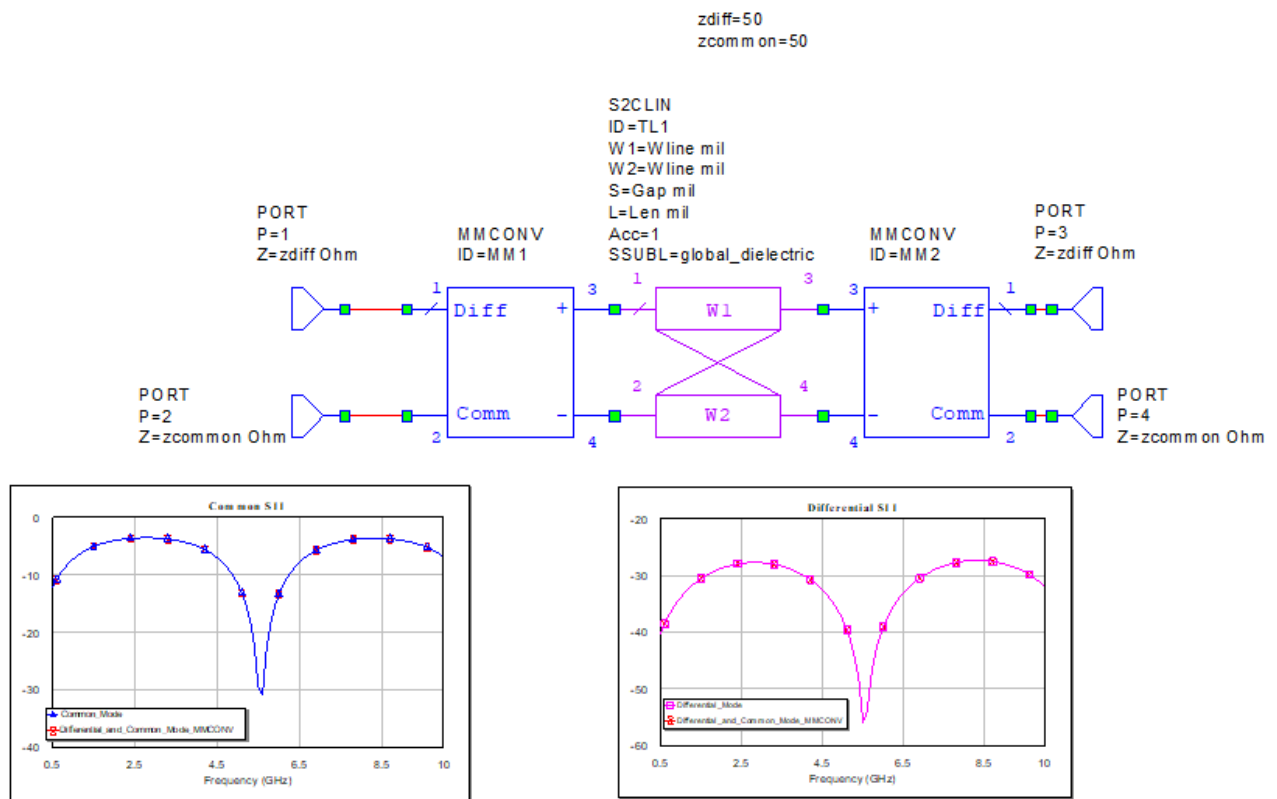 zdiff=50
zcommon=50
S2CLIN
ID=TL1
W1=Wline mil
W2=Wline mil
S=Gap mil
L=Len mil
Acc=1
SSUBL=global_dielectric
PORT
P=1
Z=zdiff Ohm
MMCONV
ID=MM1
MMCONV
ID=MM2
PORT
P=3
Z=zdiff Ohm
1 Diff + 3
1 W1 3
3 + Diff 1
PORT
P=2
Z=zcommon Ohm
2 Comm - 4
2 W2 4
4 - Comm 2
PORT
P=4
Z=zcommon Ohm
Common S11
0
-10
-20
-30
-40
Common_Mode
Differential_and_Common_Mode_MMCONV
0.5 2.5 4.5 6.5 8.5 10
Frequency (GHz)
Differential S11
-20
-30
-40
-50
-60
Differential_Mode
Differential_and_Common_Mode_MMCONV
0.5 2.5 4.5 6.5 8.5 10
Frequency (GHz)